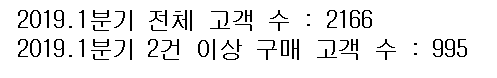 2019.1분기 전체 고객 수 : 2166
2019.1분기 2건 이상 구매 고객 수 : 995